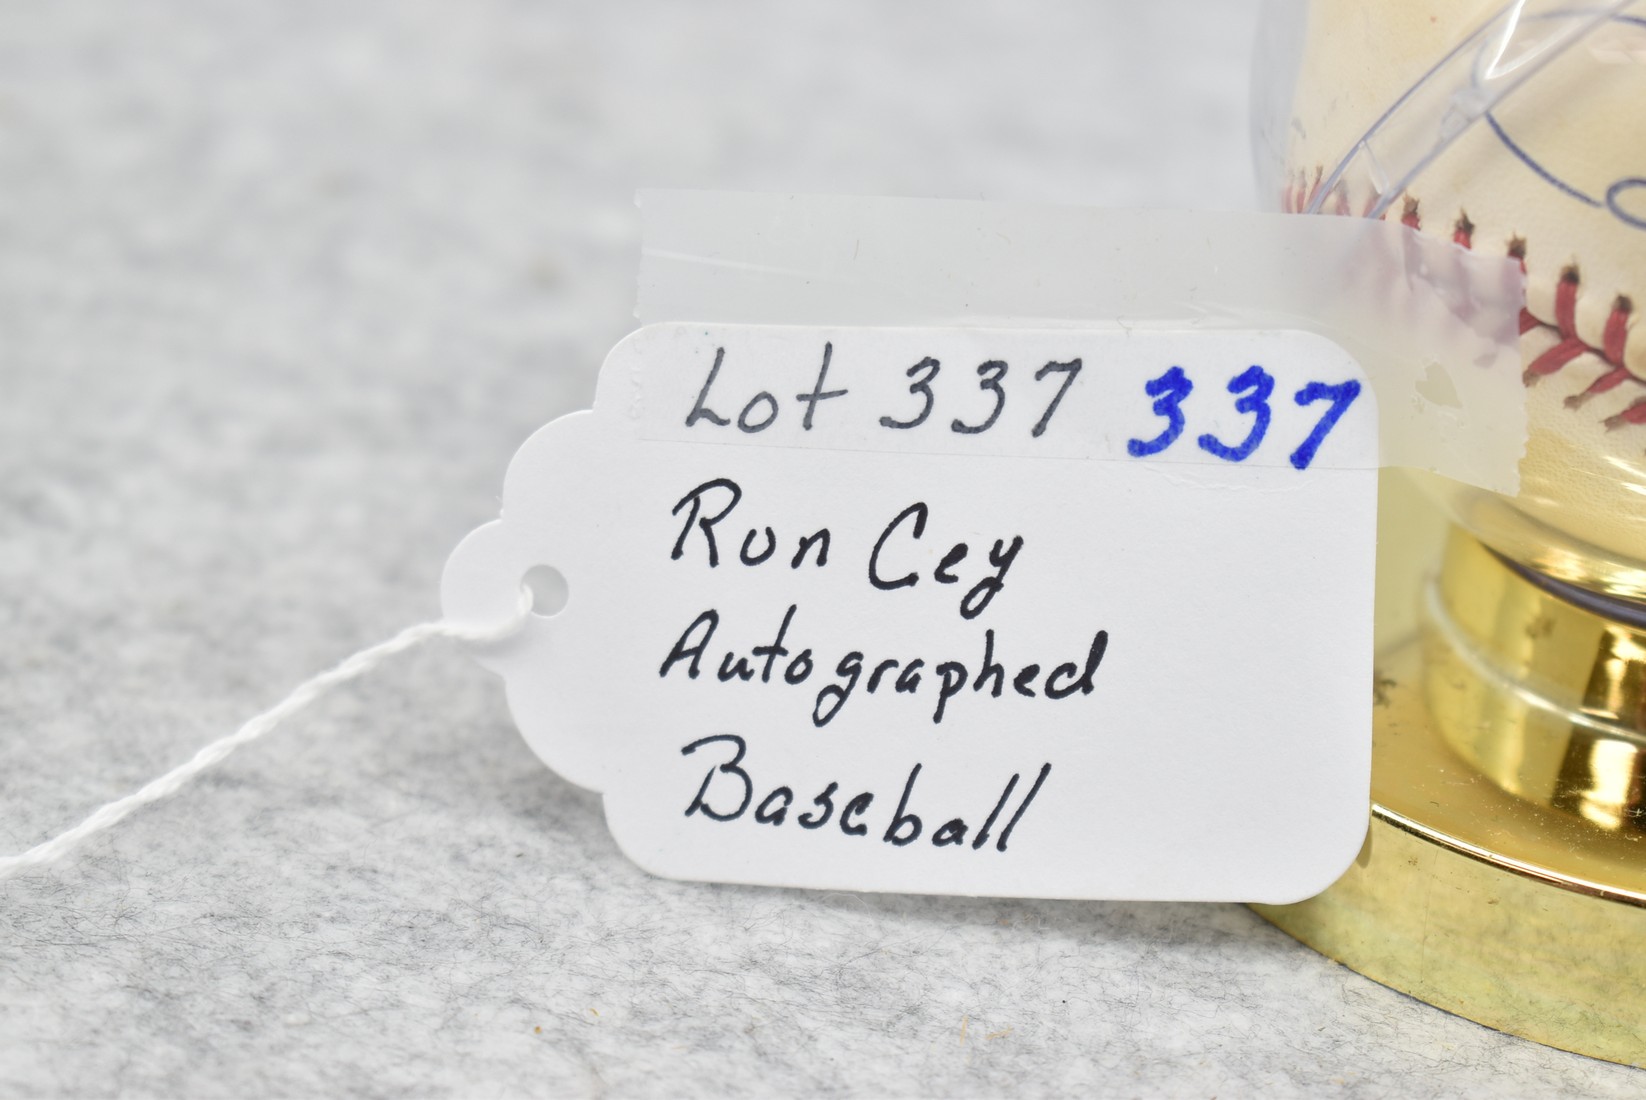 Lot 337 337
Run Cey
Autographed
Baseball